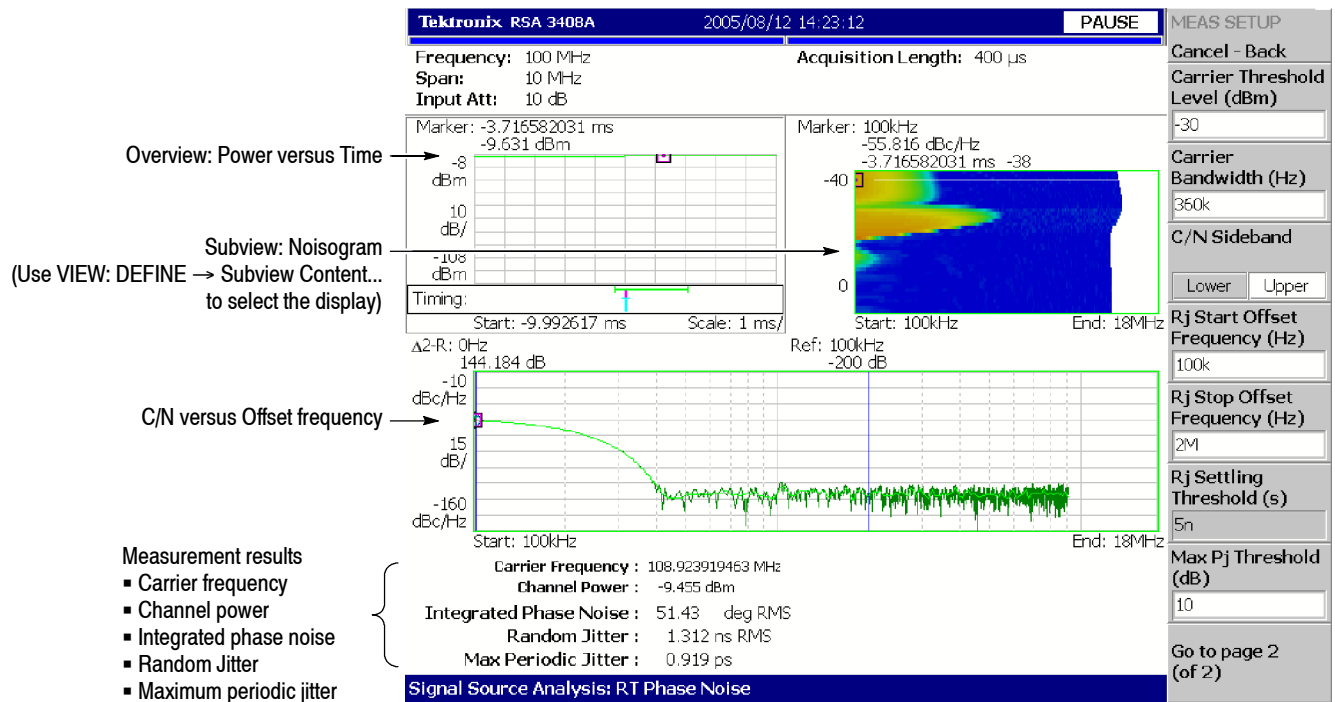 Tektronix RSA 3408A 2005/08/12 14:23:12 PAUSE
Frequency: 100 MHz Acquisition Length: 400 µs
Span: 10 MHz
Input Att: 10 dB
Marker: -3.716582031 ms
-9.631 dBm
-8
dBm
10
dB/
-108
dBm
Timing:
Start: -9.992617 ms Scale: 1 ms/
Marker: 100kHz
-55.816 dBc/Hz
-3.716582031 ms -38
-40
0
Start: 100kHz End: 18MHz
Δ2-R: 0Hz Ref: 100kHz
144.184 dB -200 dB
-10
dBc/Hz
15
dB/
-160
dBc/Hz
Start: 100kHz End: 18MHz
Carrier Frequency : 108.923919463 MHz
Channel Power : -9.455 dBm
Integrated Phase Noise : 51.43 deg RMS
Random Jitter : 1.312 ns RMS
Max Periodic Jitter : 0.919 ps
Signal Source Analysis: RT Phase Noise
MEAS SETUP
Cancel - Back
Carrier Threshold
Level (dBm)
-30
Carrier
Bandwidth (Hz)
360k
C/N Sideband
Lower Upper
Rj Start Offset
Frequency (Hz)
100k
Rj Stop Offset
Frequency (Hz)
2M
Rj Settling
Threshold (s)
5n
Max Pj Threshold
(dB)
10
Go to page 2
(of 2)
Overview: Power versus Time
Subview: Noisogram
(Use VIEW: DEFINE → Subview Content...
to select the display)
C/N versus Offset frequency
Measurement results
▪ Carrier frequency
▪ Channel power
▪ Integrated phase noise
▪ Random Jitter
▪ Maximum periodic jitter